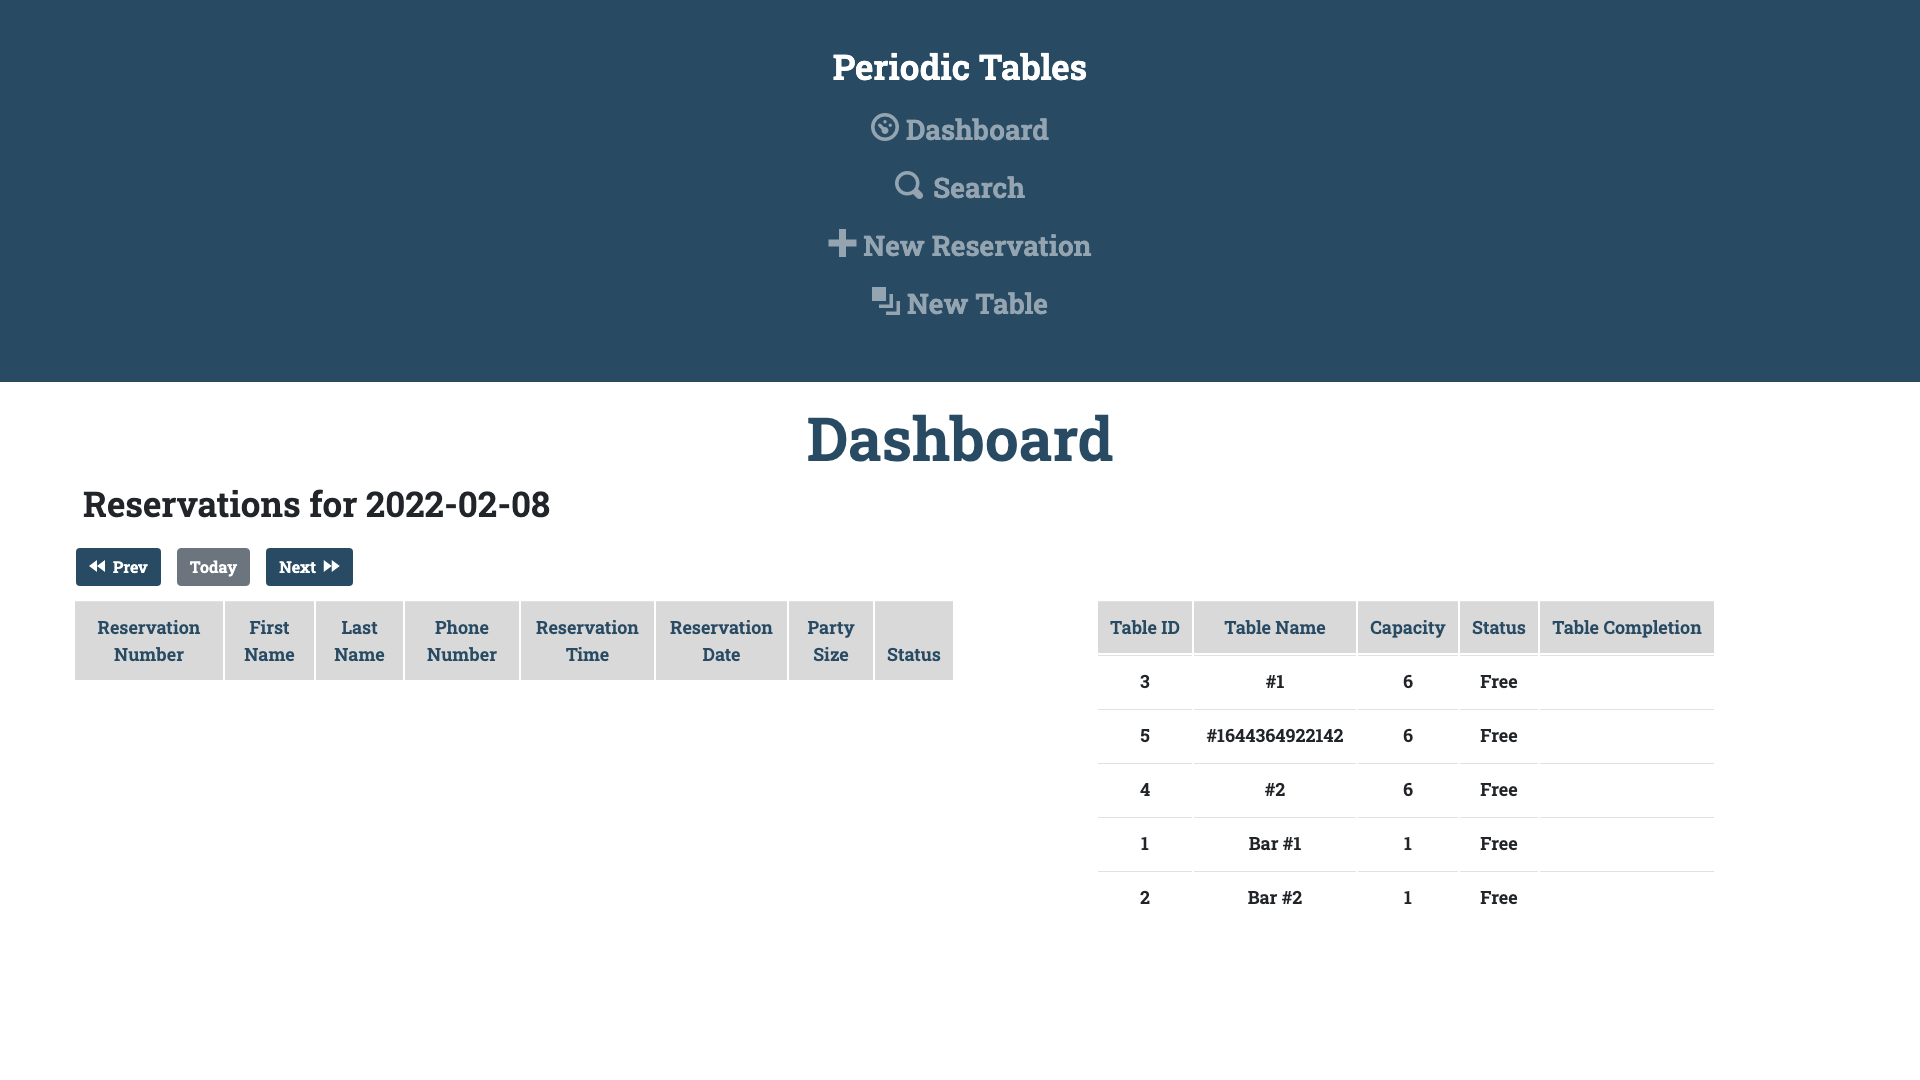 Periodic Tables
Dashboard
Search
New Reservation
New Table
Dashboard
Reservations for 2022-02-08
Prev Today Next
Reservation Number First Name Last Name Phone Number Reservation Time Reservation Date Party Size Status
Table ID Table Name Capacity Status Table Completion
3 #1 6 Free
5 #1644364922142 6 Free
4 #2 6 Free
1 Bar #1 1 Free
2 Bar #2 1 Free